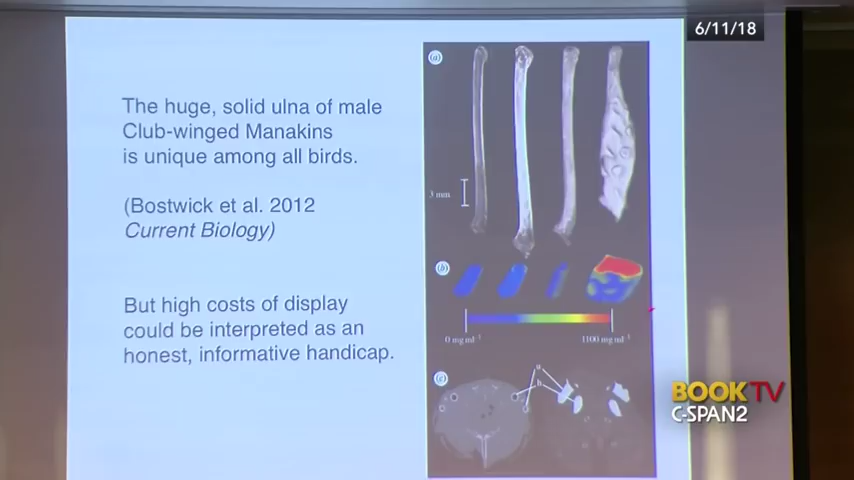 6/11/18
The huge, solid ulna of male
Club-winged Manakins
is unique among all birds.
(Bostwick et al. 2012
Current Biology)
But high costs of display
could be interpreted as an
honest, informative handicap.
(a)
3 mm
(b)
0 mg ml⁻¹
1100 mg ml⁻¹
(c)
u
h
BOOK TV
C-SPAN2